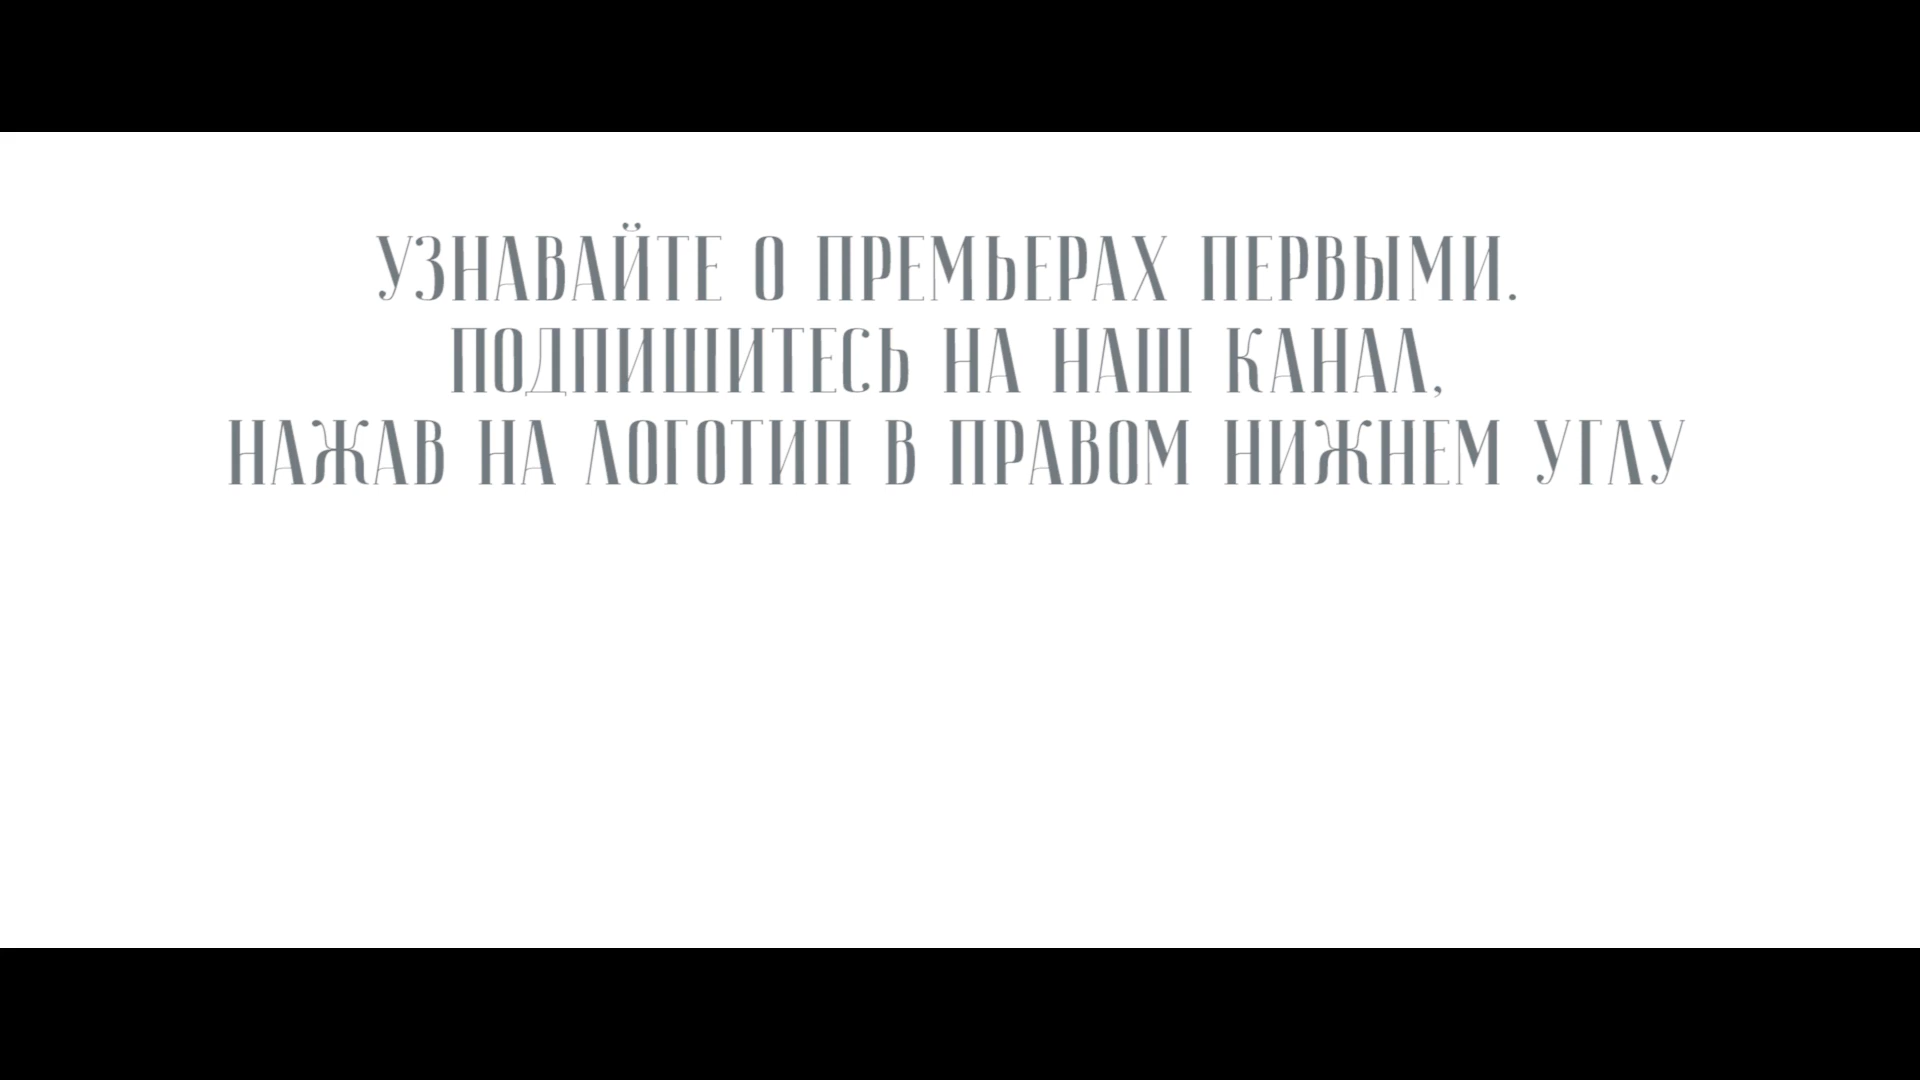 УЗНАВАЙТЕ О ПРЕМЬЕРАХ ПЕРВЫМИ.
ПОДПИШИТЕСЬ НА НАШ КАНАЛ,
НАЖАВ НА ЛОГОТИП В ПРАВОМ НИЖНЕМ УГЛУ